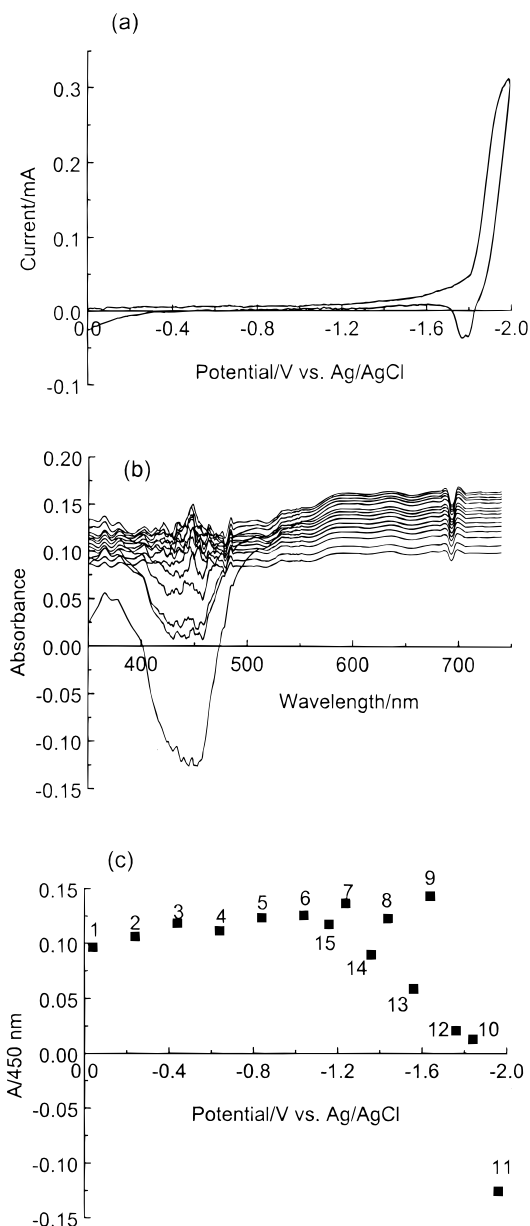 (a)
0.3
0.2
0.1
0.0
-0.1
Current/mA
0.0 -0.4 -0.8 -1.2 -1.6 -2.0
Potential/V vs. Ag/AgCl
(b)
0.20
0.15
0.10
0.05
0.00
-0.05
-0.10
-0.15
Absorbance
400 500 600 700
Wavelength/nm
(c)
0.15
0.10
0.05
0.00
-0.05
-0.10
-0.15
A/450 nm
1 2 3 4 5 6 7 8 9
15
14
13
12 10
11
0.0 -0.4 -0.8 -1.2 -1.6 -2.0
Potential/V vs. Ag/AgCl